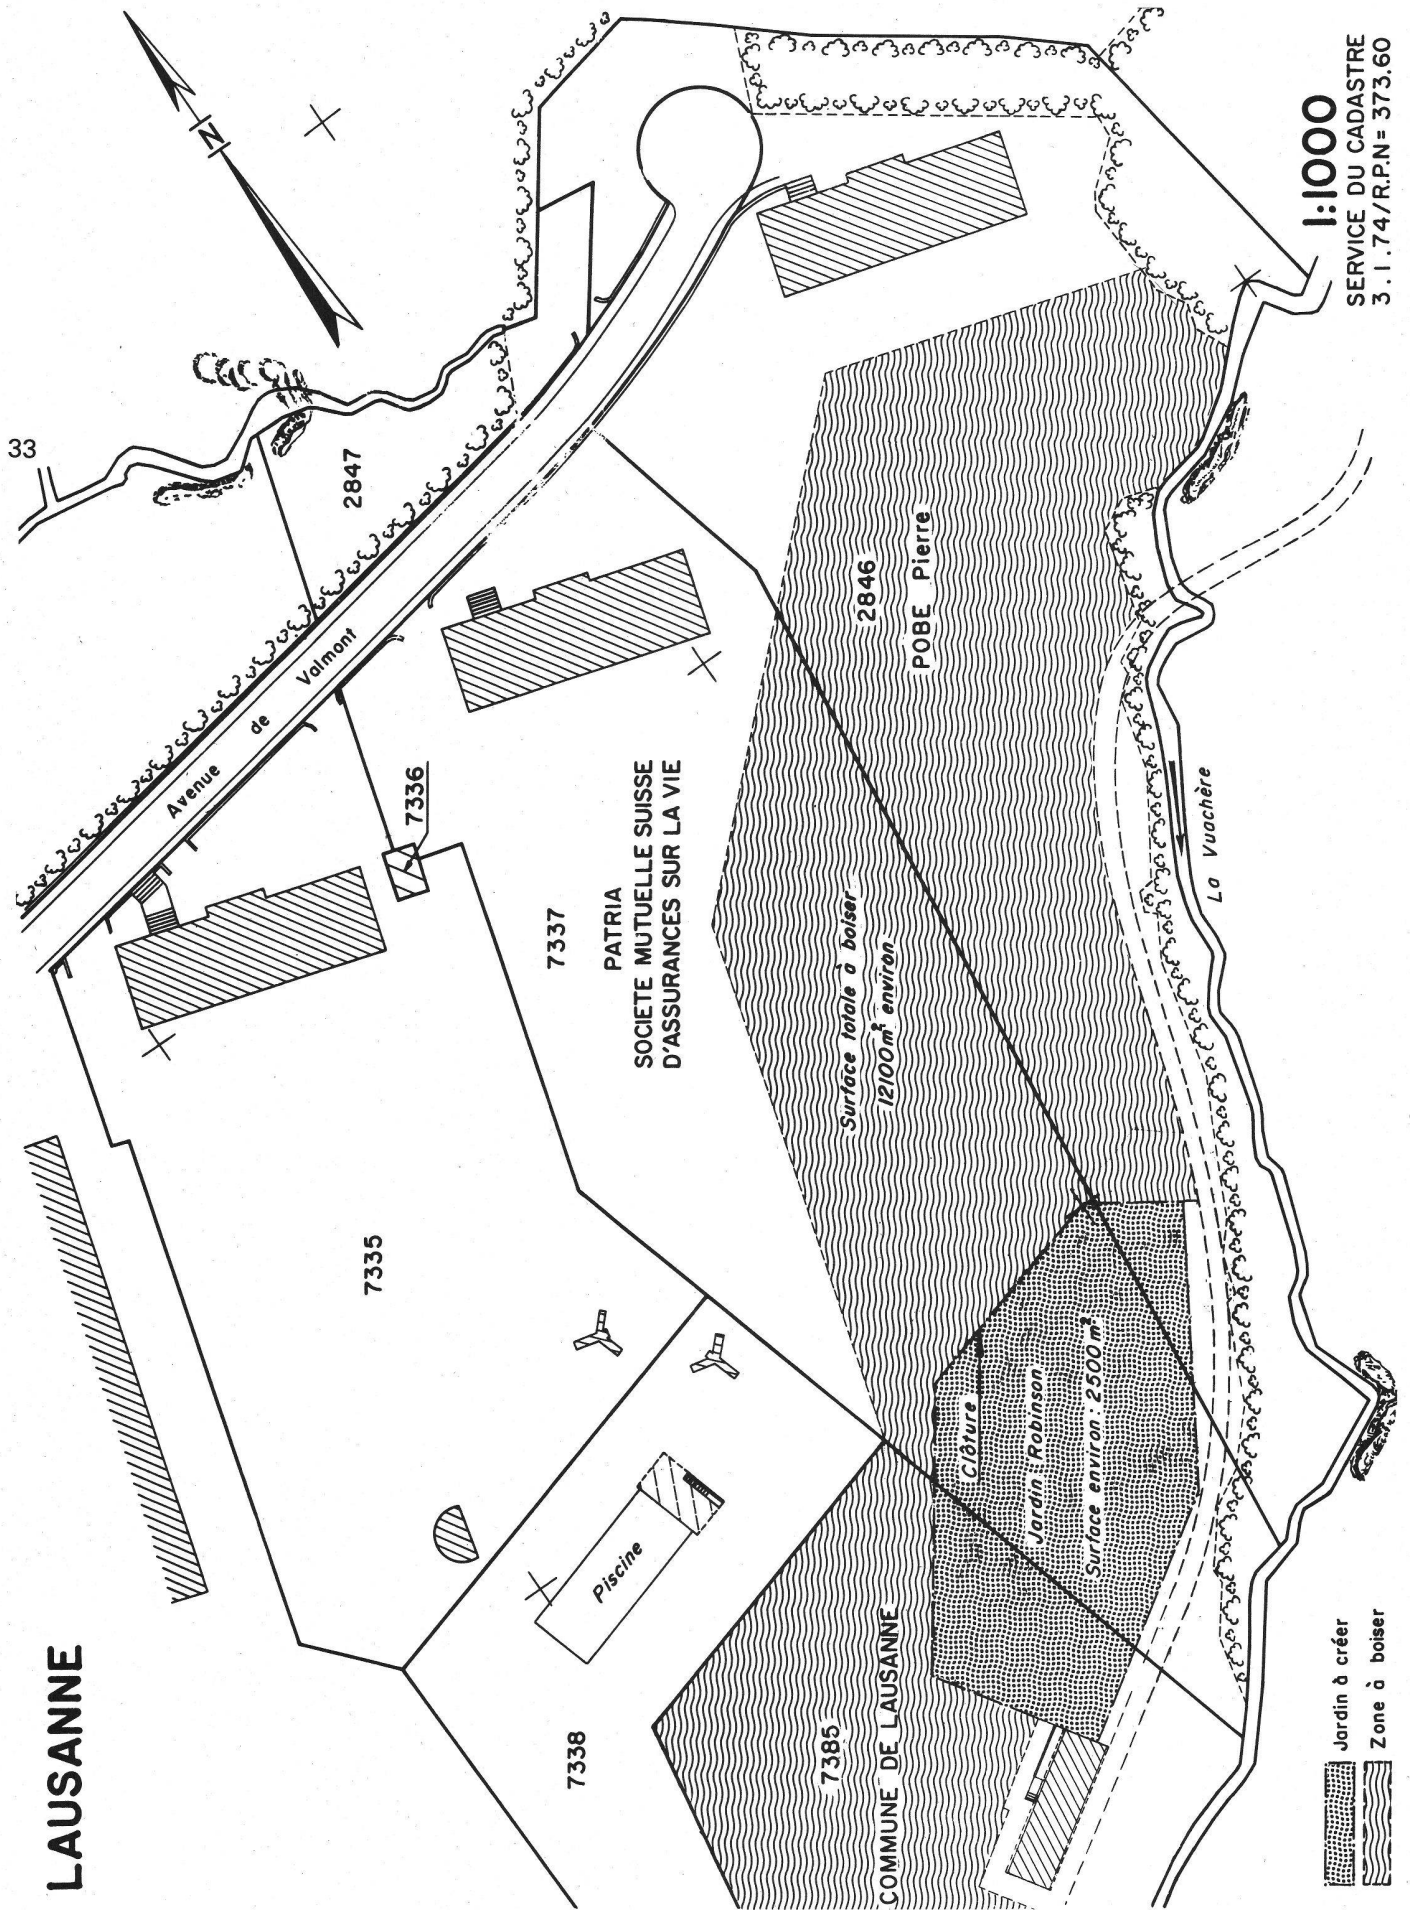 LAUSANNE
33
N
2847
Avenue de Valmont
7336
7337
PATRIA
SOCIETE MUTUELLE SUISSE
D'ASSURANCES SUR LA VIE
7335
2846
POBE Pierre
Surface totale à boiser
12100 m² environ
La Vuachère
Clôture
Jardin Robinson
Surface environ: 2500 m²
Piscine
7338
7385
COMMUNE DE LAUSANNE
Jardin à créer
Zone à boiser
1:1000
SERVICE DU CADASTRE
3.1.74/R.P.N= 373.60